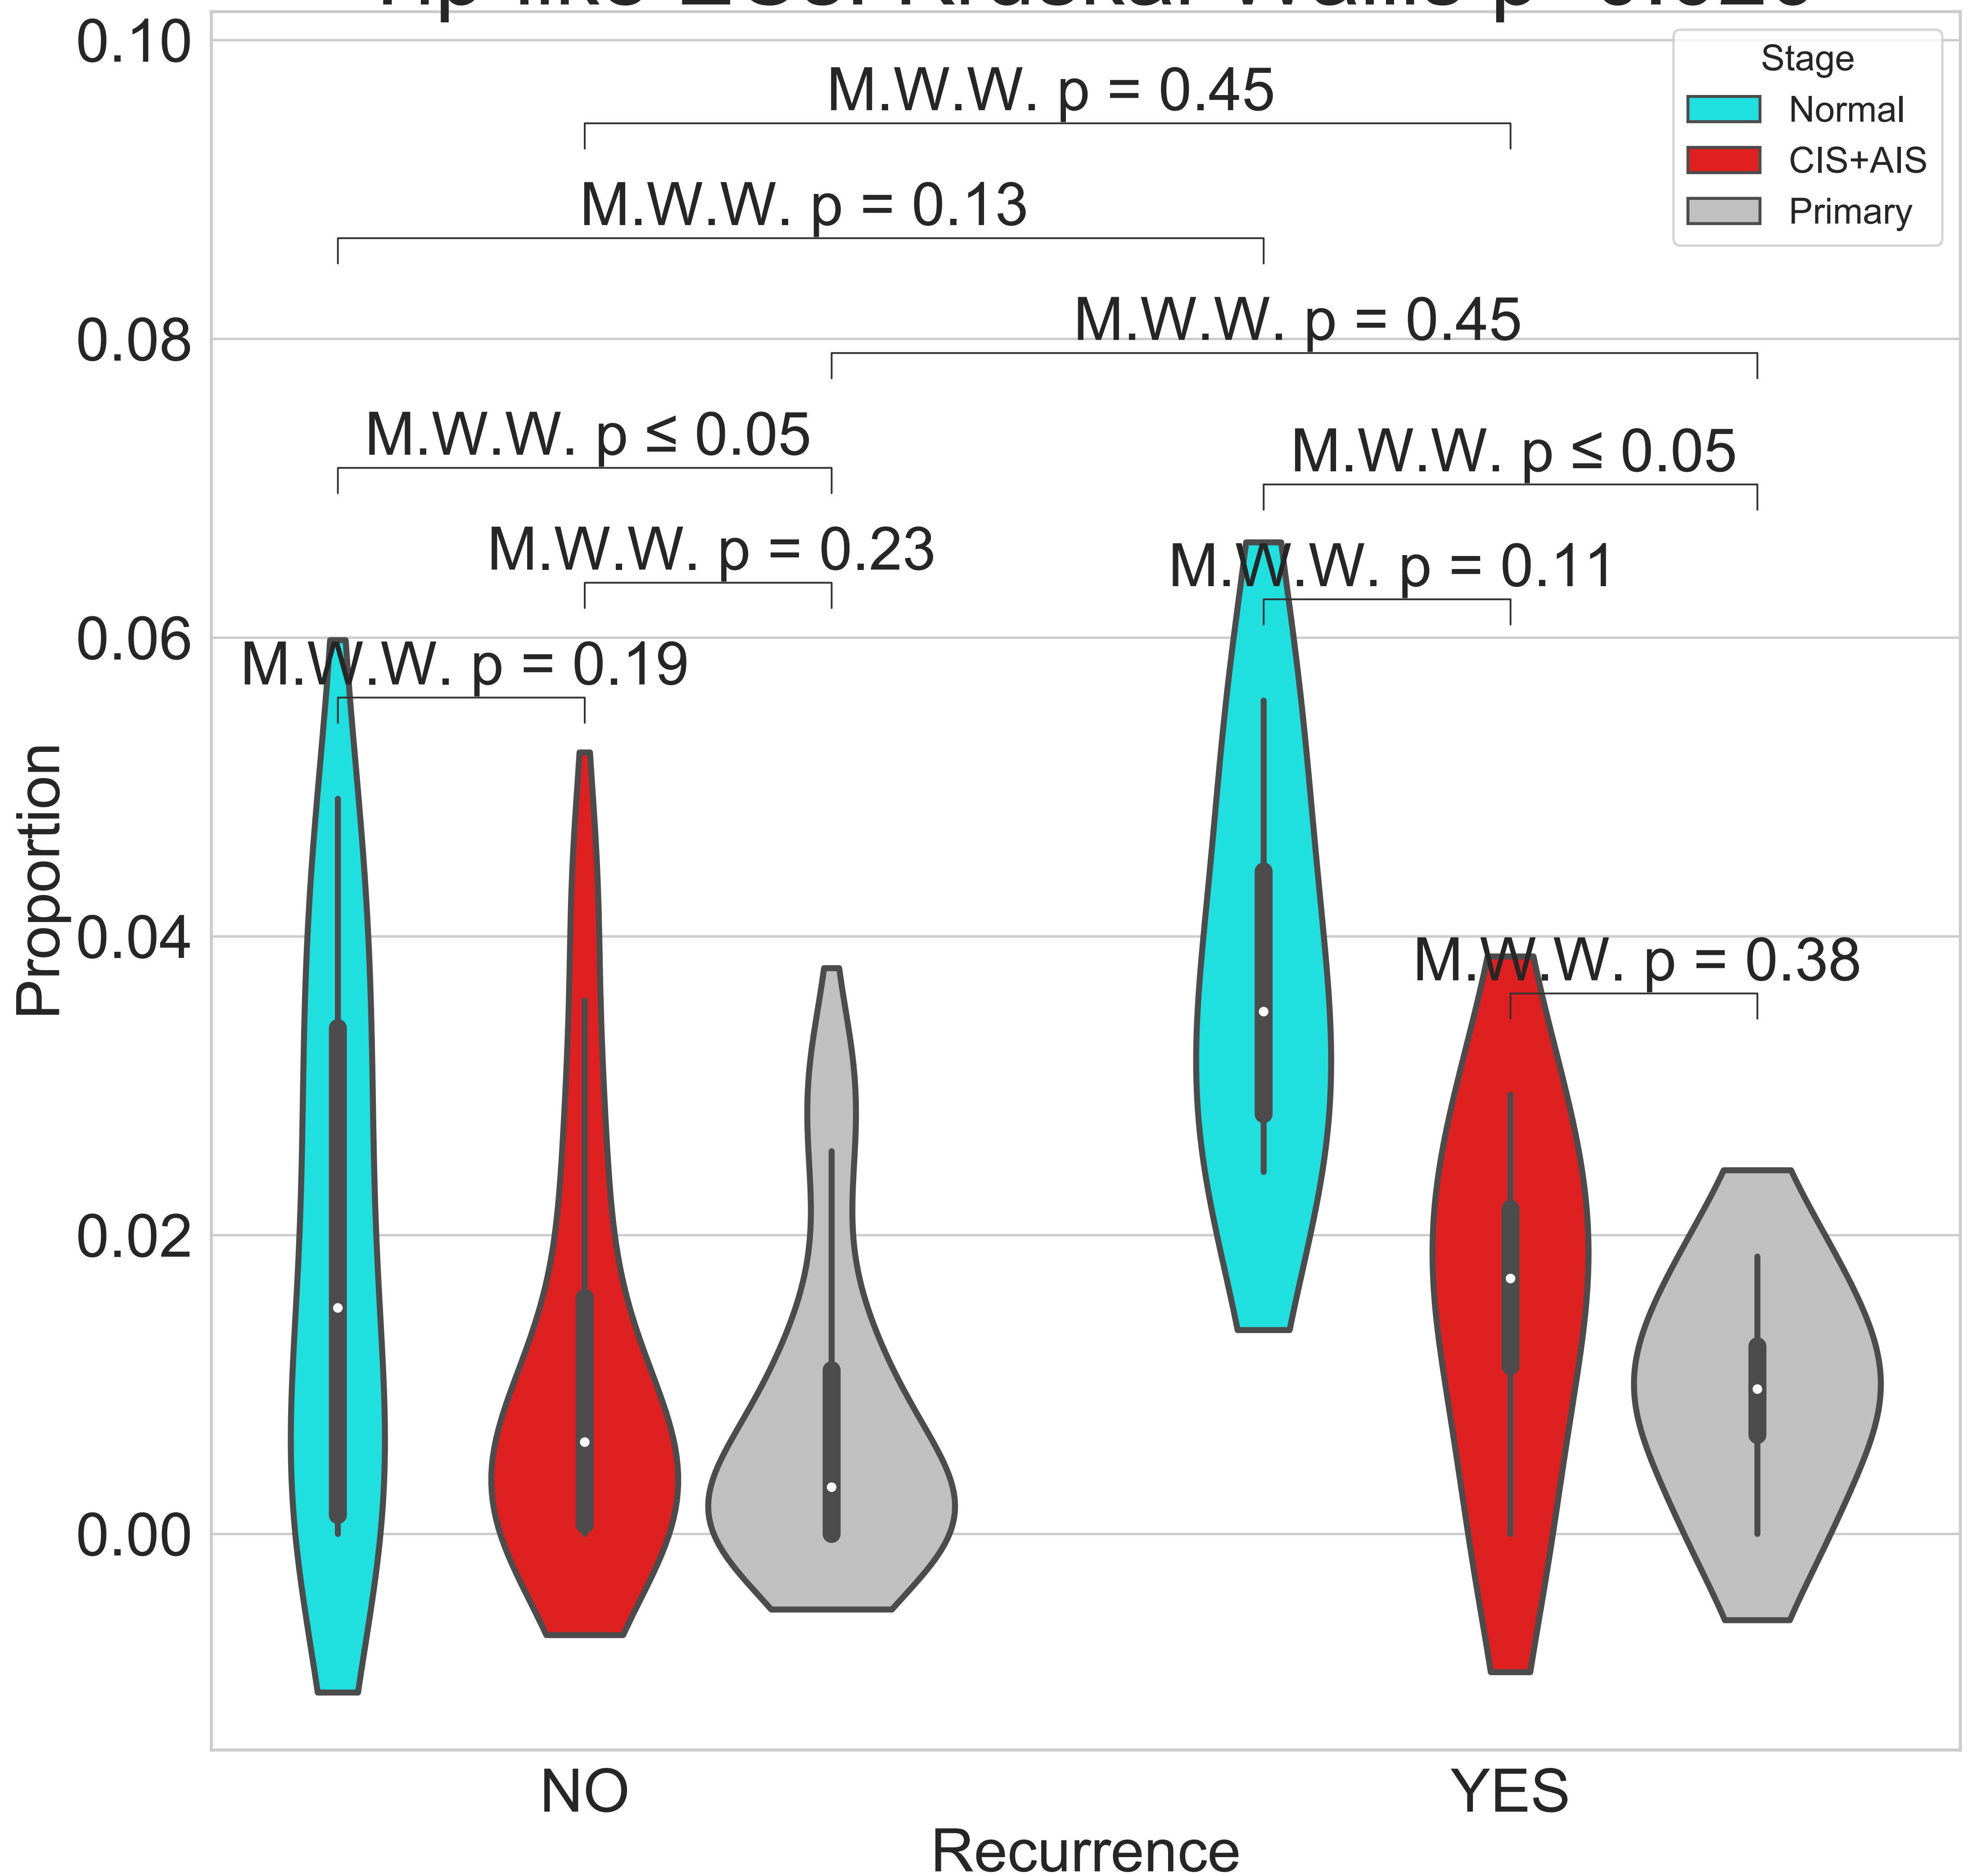 0.10
0.08
0.06
0.04
0.02
0.00
Proportion
M.W.W. p = 0.45
M.W.W. p = 0.13
M.W.W. p = 0.45
M.W.W. p ≤ 0.05
M.W.W. p ≤ 0.05
M.W.W. p = 0.23
M.W.W. p = 0.11
M.W.W. p = 0.19
M.W.W. p = 0.38
Stage
Normal
CIS+AIS
Primary
NO
YES
Recurrence